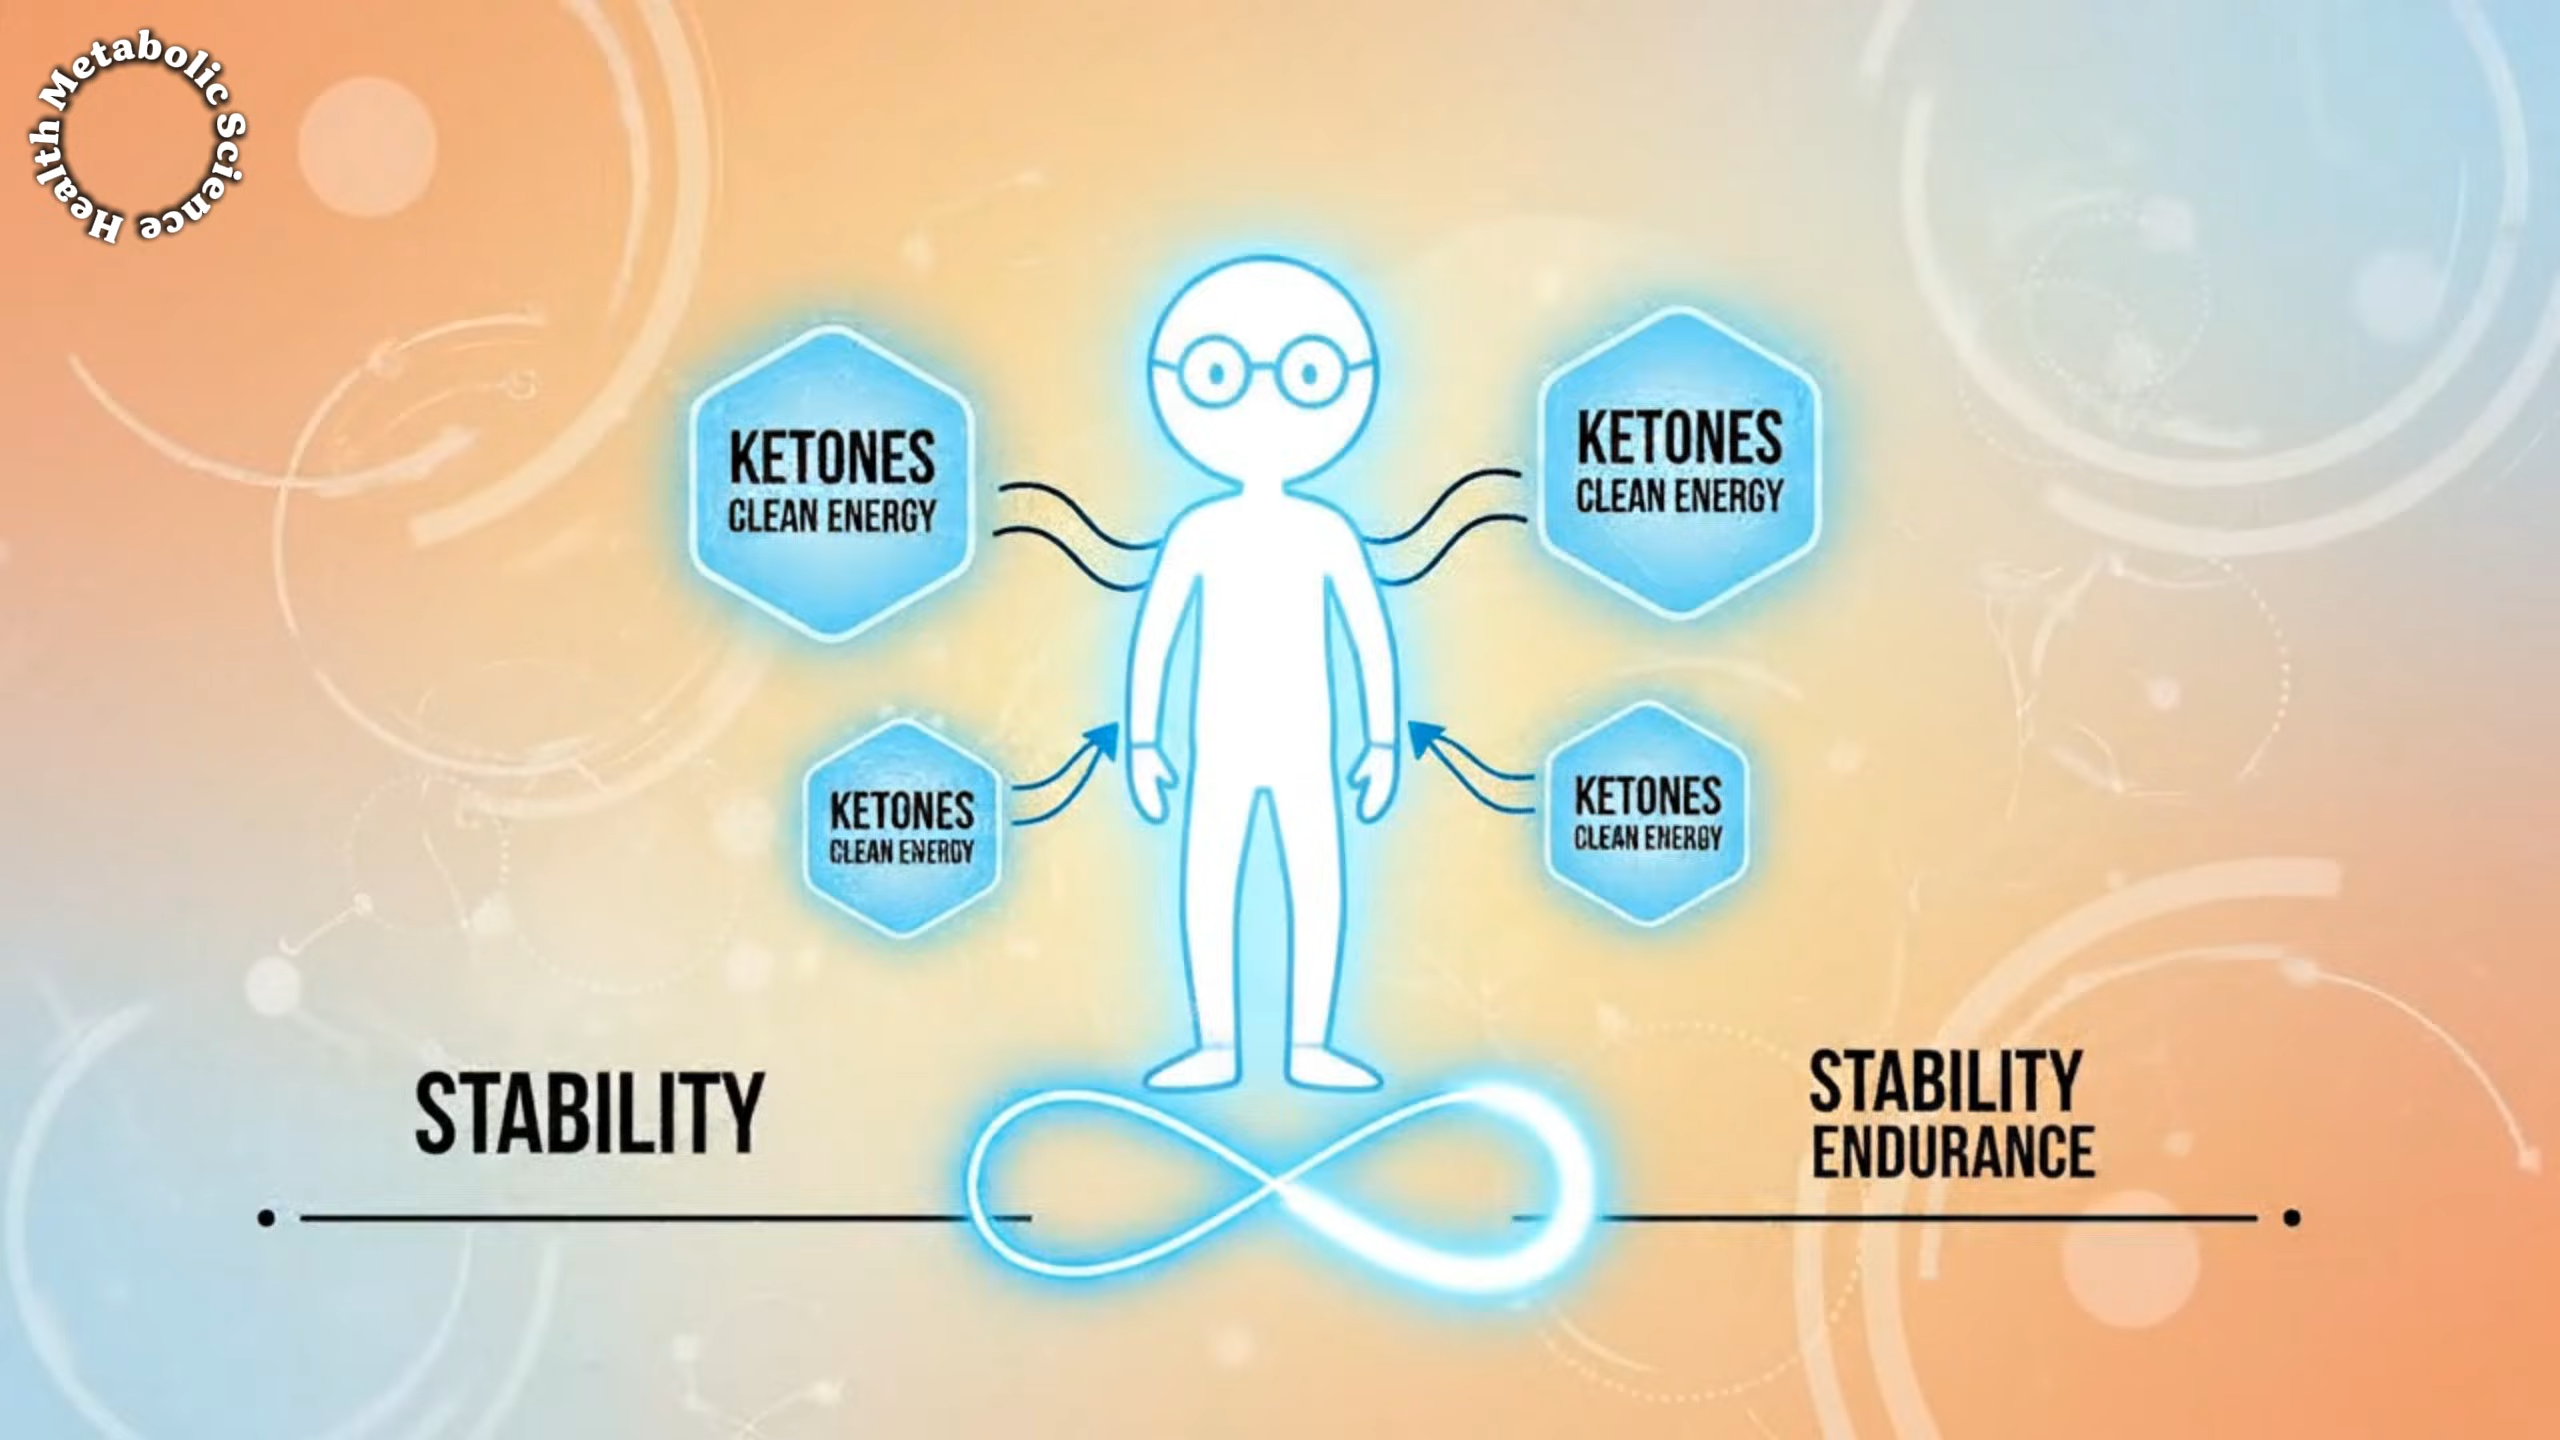 Metabolic Science Health
KETONES
CLEAN ENERGY
KETONES
CLEAN ENERGY
KETONES
CLEAN ENERGY
KETONES
CLEAN ENERGY
STABILITY
STABILITY
ENDURANCE